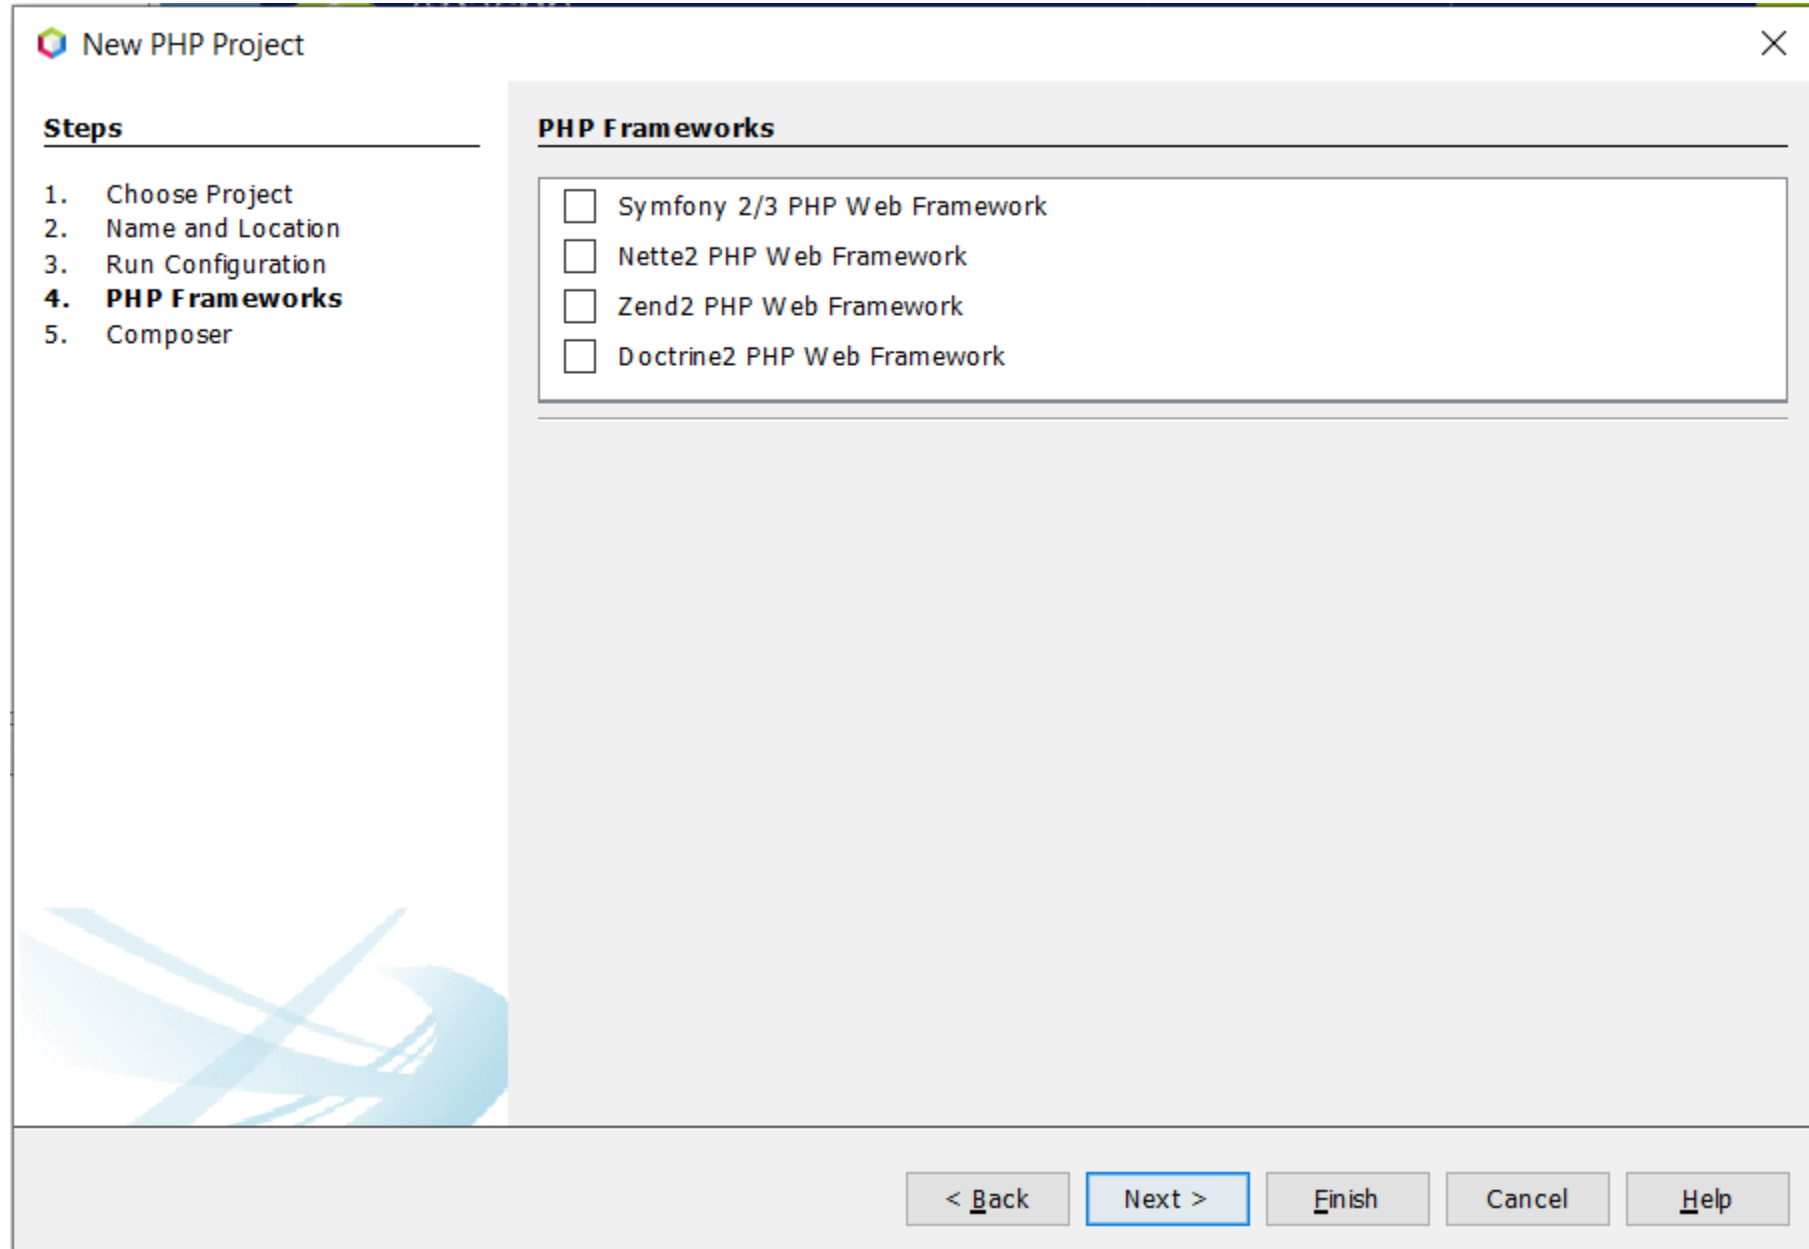 New PHP Project
Steps
1. Choose Project
2. Name and Location
3. Run Configuration
4. PHP Frameworks
5. Composer
PHP Frameworks
Symfony 2/3 PHP Web Framework
Nette2 PHP Web Framework
Zend2 PHP Web Framework
Doctrine2 PHP Web Framework
< Back
Next >
Finish
Cancel
Help